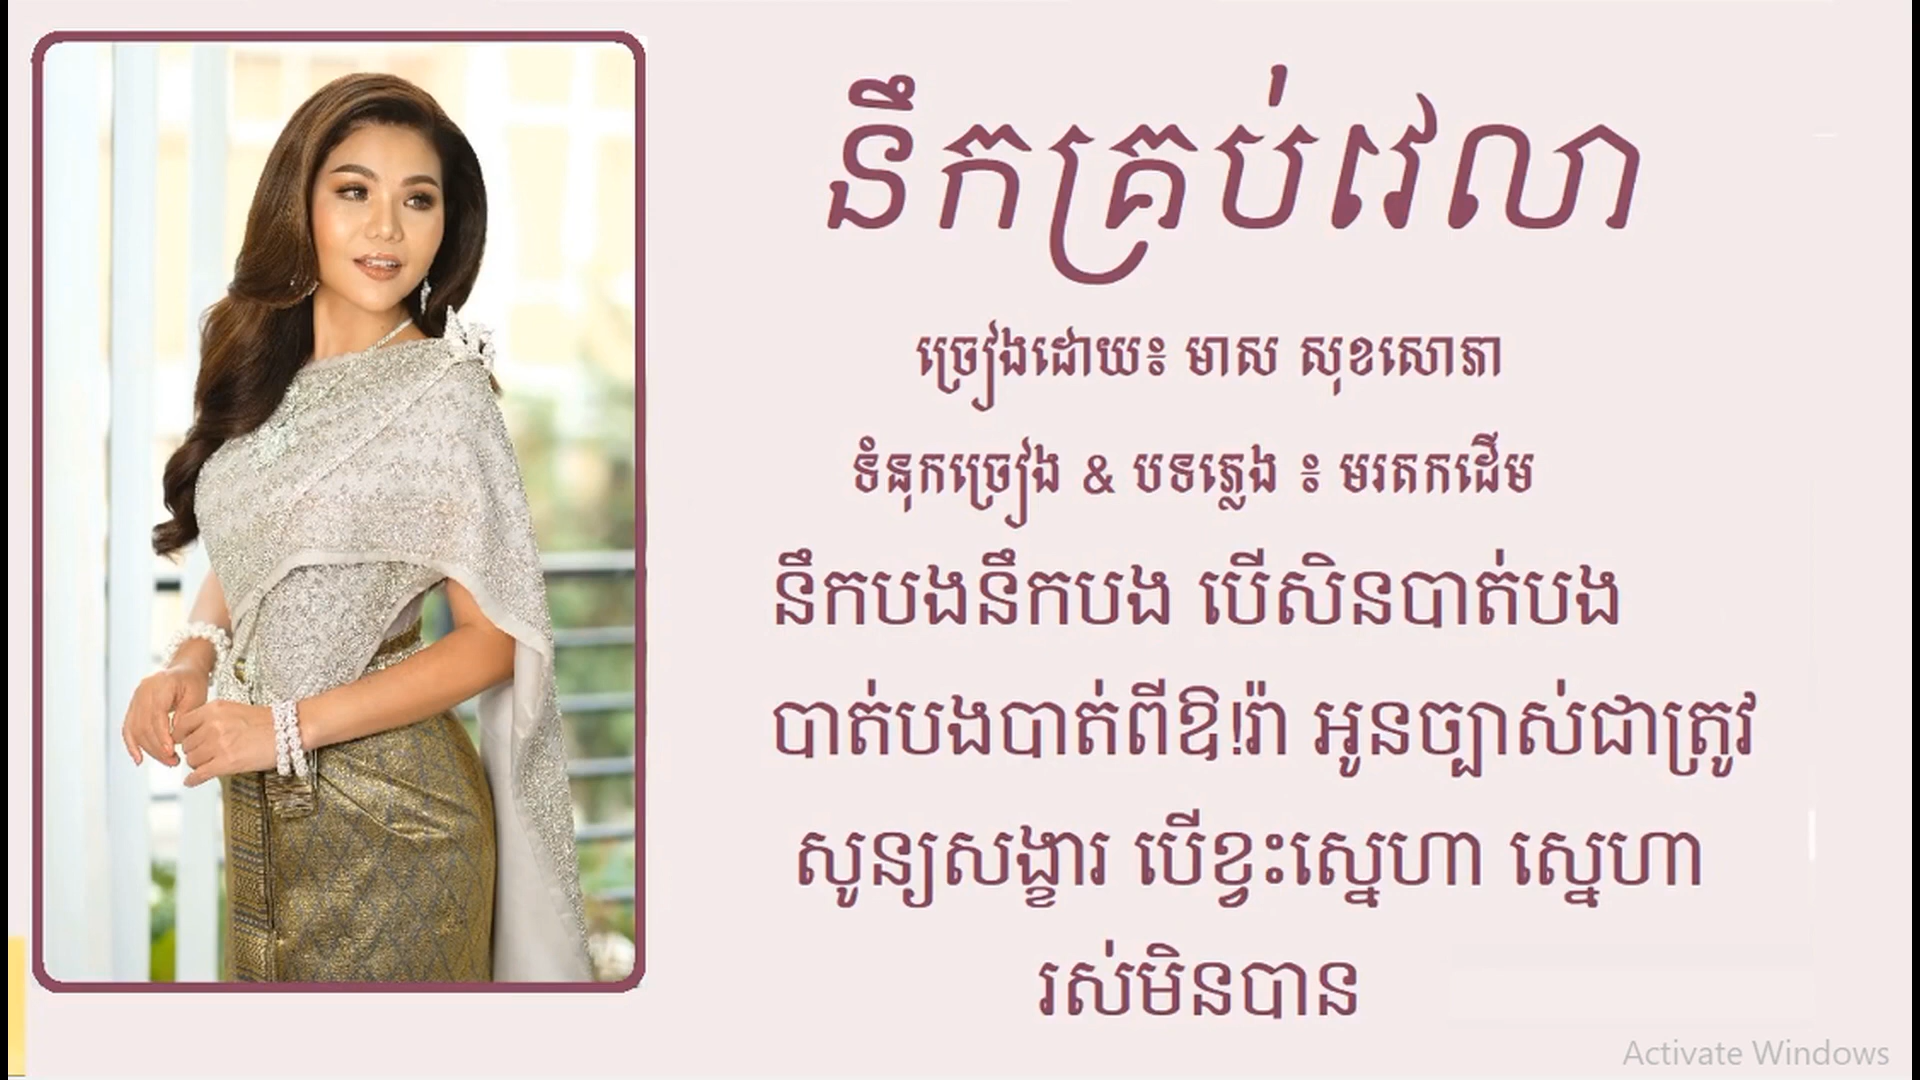 នឹកគ្រប់វេលា
ច្រៀងដោយ៖ មាស សុខសោភា
ទំនុកច្រៀង & បទភ្លេង ៖ មរតកដើម
នឹកបងនឹកបង បើសិនបាត់បង
បាត់បងបាត់ពីឱ!រ៉ា អូនច្បាស់ជាត្រូវ
សូន្យសង្ខារ បើខ្វះស្នេហា ស្នេហា
រស់មិនបាន
Activate Windows